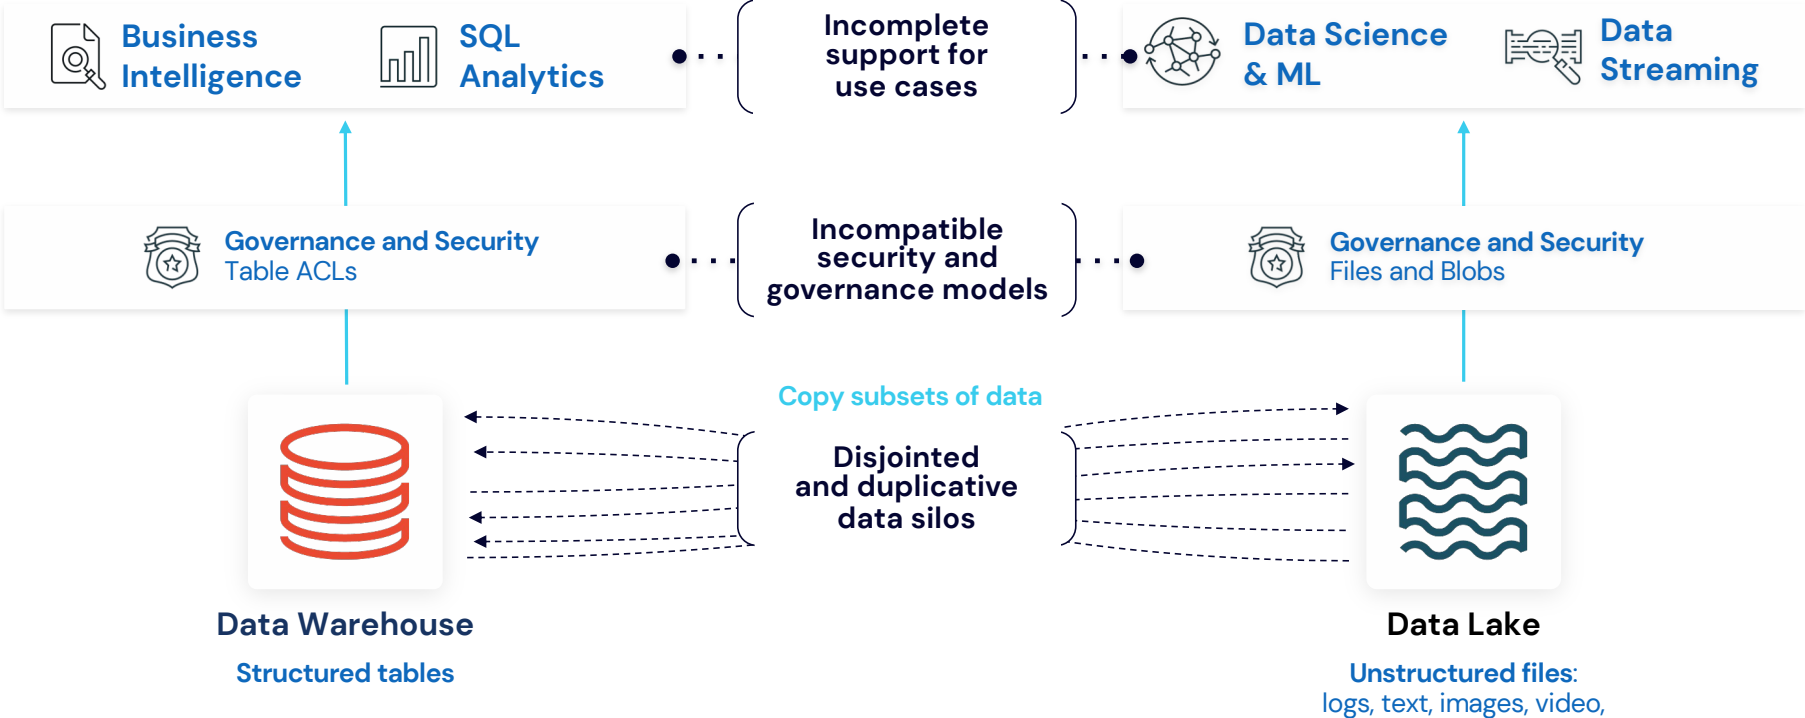 Business
Intelligence
SQL
Analytics
Incomplete
support for
use cases
Data Science
& ML
Data
Streaming
Governance and Security
Table ACLs
Incompatible
security and
governance models
Governance and Security
Files and Blobs
Copy subsets of data
Disjointed
and duplicative
data silos
Data Warehouse
Structured tables
Data Lake
Unstructured files:
logs, text, images, video,